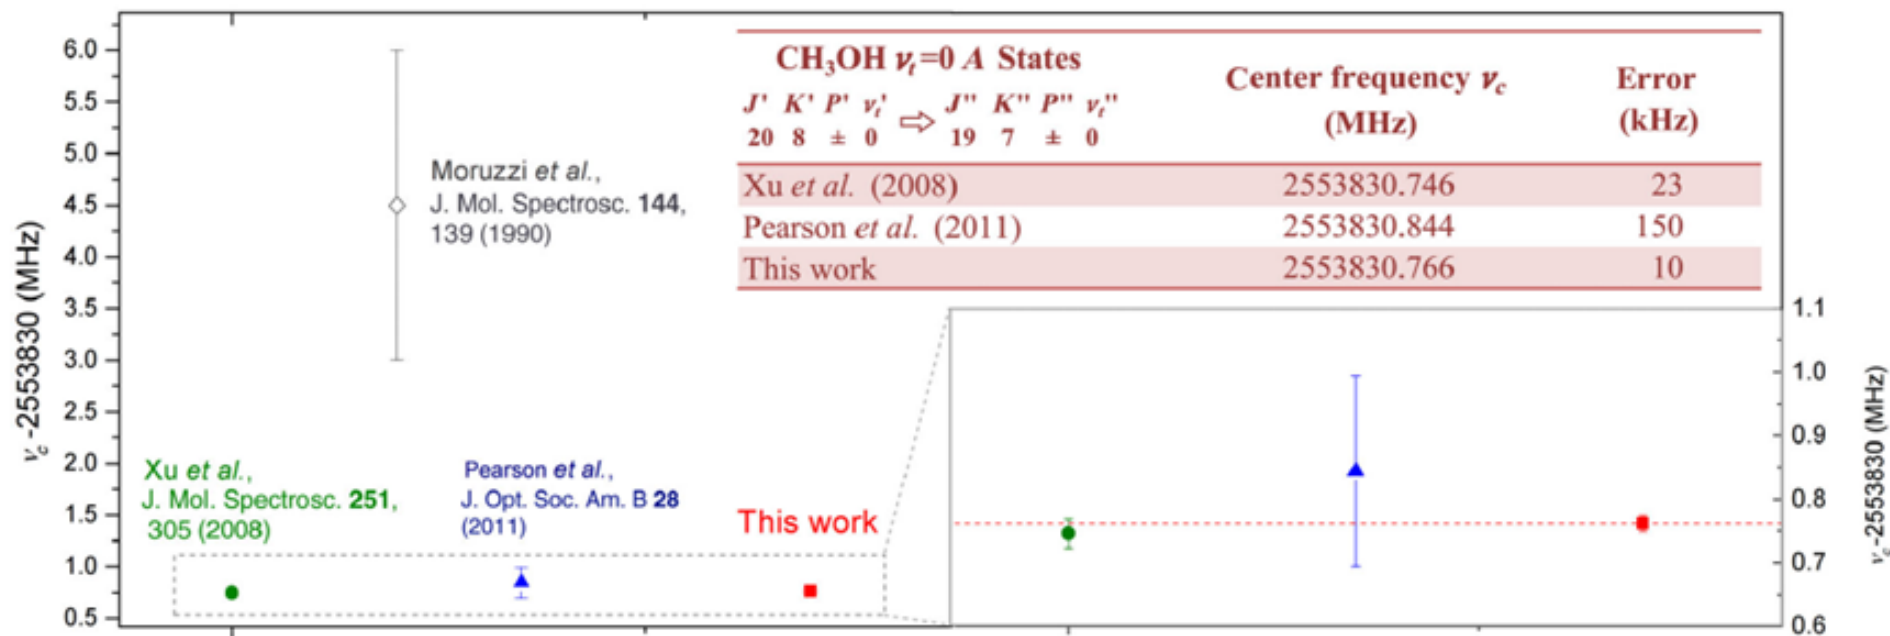 6.0
5.5
5.0
4.5
4.0
3.5
3.0
2.5
2.0
1.5
1.0
0.5
ν_c -2553830 (MHz)
Moruzzi et al.,
J. Mol. Spectrosc. 144,
139 (1990)
Xu et al.,
J. Mol. Spectrosc. 251,
305 (2008)
Pearson et al.,
J. Opt. Soc. Am. B 28
(2011)
This work
CH₃OH ν_t=0 A States
J' K' P' ν_t' ⇨ J" K" P" ν_t"
20 8 ± 0 19 7 ± 0
Center frequency ν_c
(MHz)
Error
(kHz)
Xu et al. (2008) 2553830.746 23
Pearson et al. (2011) 2553830.844 150
This work 2553830.766 10
1.1
1.0
0.9
0.8
0.7
0.6
ν_c -2553830 (MHz)